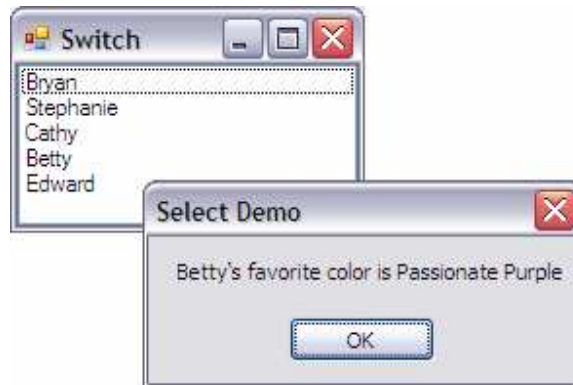 Switch
Bryan
Stephanie
Cathy
Betty
Edward
Select Demo
Betty's favorite color is Passionate Purple
OK